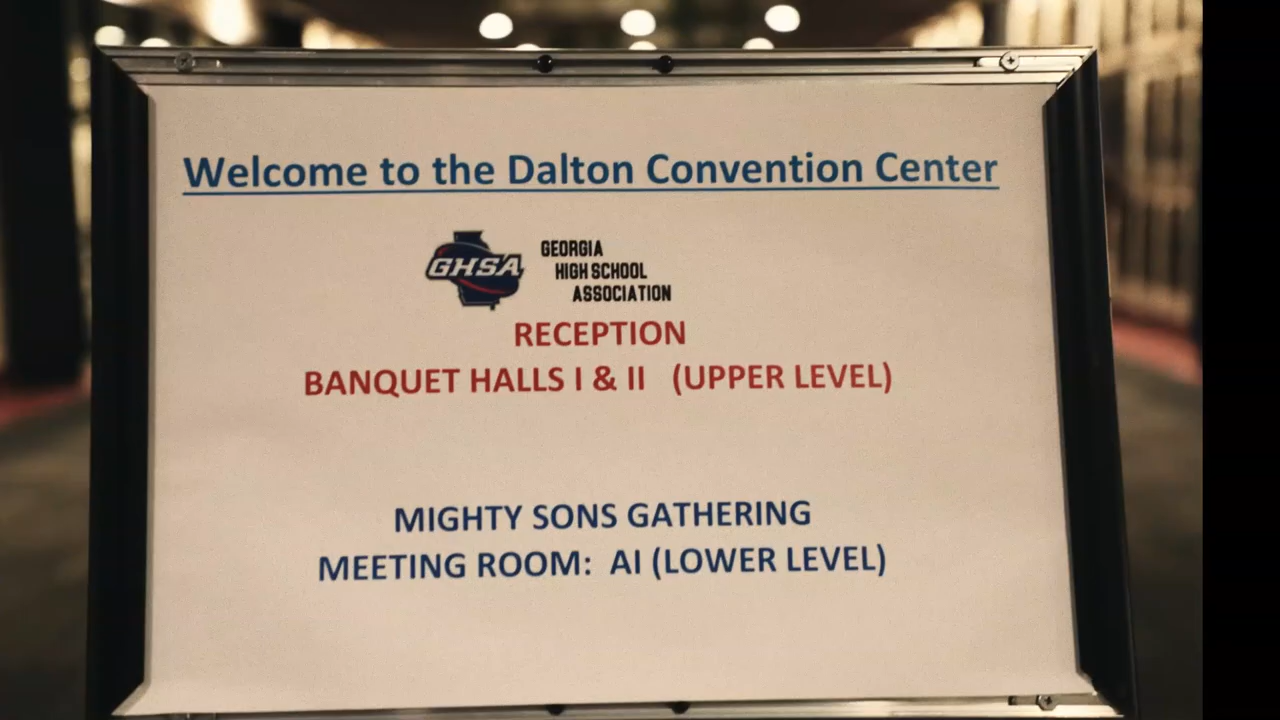 Welcome to the Dalton Convention Center
GHSA
GEORGIA
HIGH SCHOOL
ASSOCIATION
RECEPTION
BANQUET HALLS I & II (UPPER LEVEL)
MIGHTY SONS GATHERING
MEETING ROOM: AI (LOWER LEVEL)